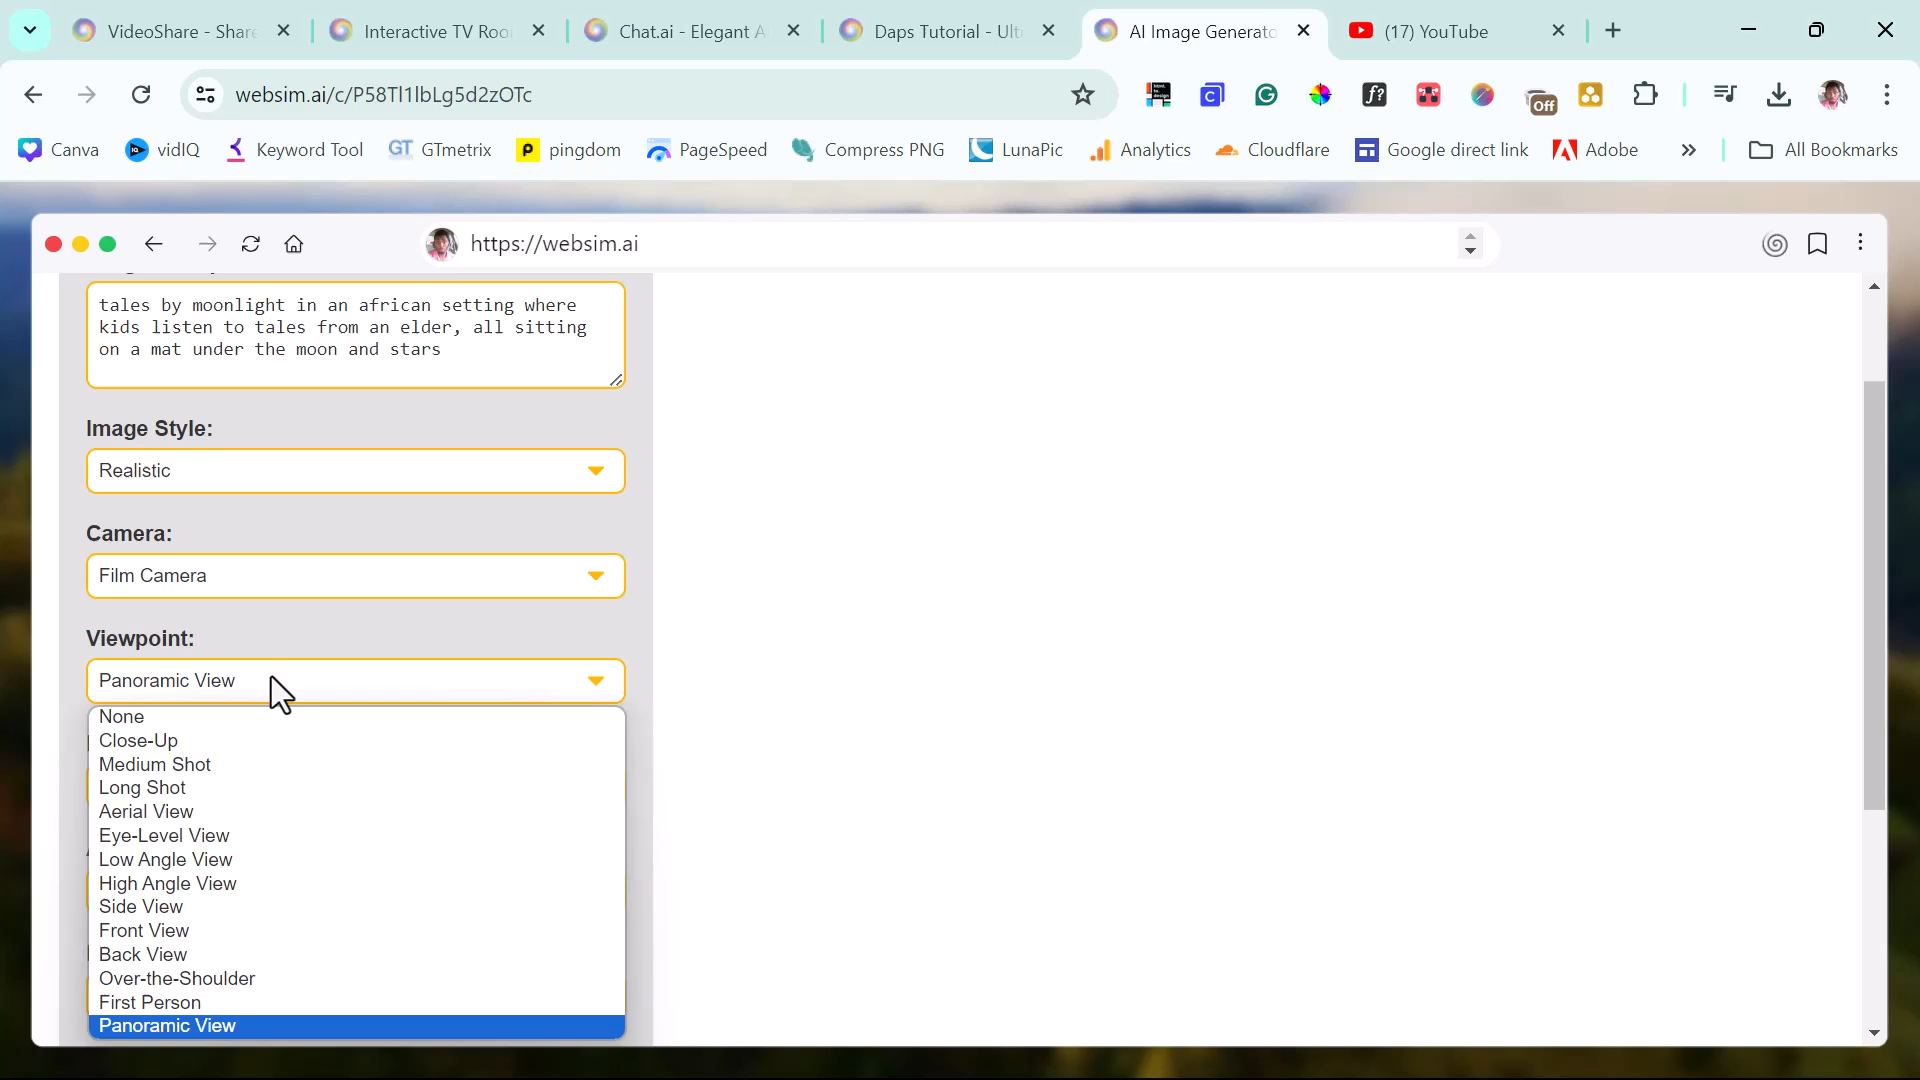 VideoShare - Share
Interactive TV Roo
Chat.ai - Elegant A
Daps Tutorial - Ult
AI Image Generato
(17) YouTube
websim.ai/c/P58Tl1lbLg5d2zOTc
Off
Canva
vidIQ
Keyword Tool
GT GTmetrix
p pingdom
PageSpeed
Compress PNG
LunaPic
Analytics
Cloudflare
Google direct link
Adobe
All Bookmarks
https://websim.ai
tales by moonlight in an african setting where
kids listen to tales from an elder, all sitting
on a mat under the moon and stars
Image Style:
Realistic
Camera:
Film Camera
Viewpoint:
Panoramic View
None
Close-Up
Medium Shot
Long Shot
Aerial View
Eye-Level View
Low Angle View
High Angle View
Side View
Front View
Back View
Over-the-Shoulder
First Person
Panoramic View